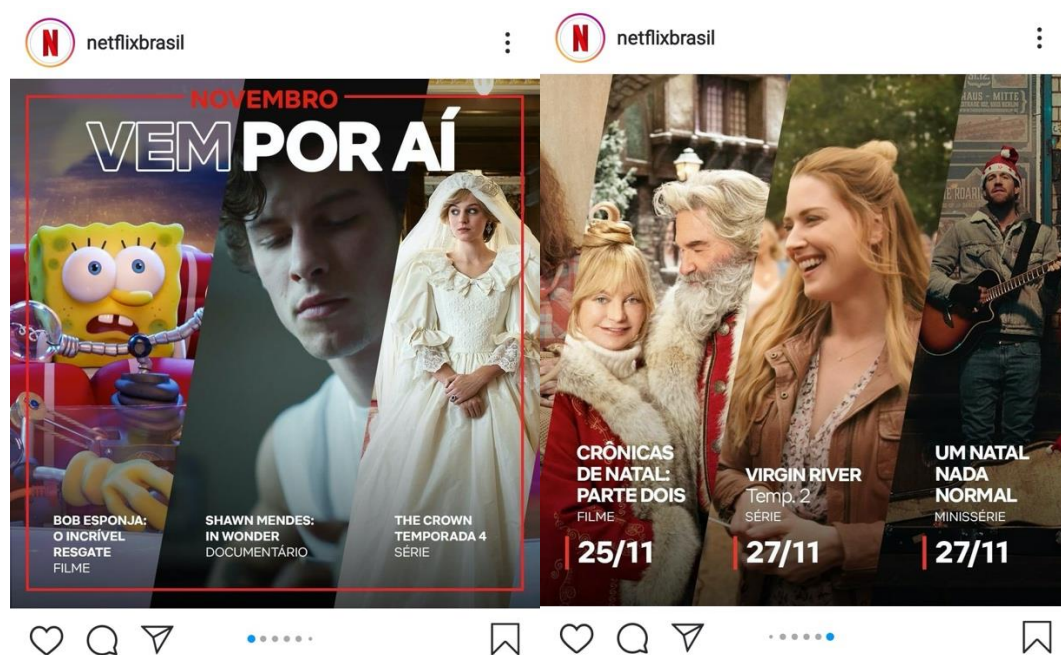 netflixbrasil
NOVEMBRO
VEM POR AÍ
BOB ESPONJA:
O INCRÍVEL
RESGATE
FILME
SHAWN MENDES:
IN WONDER
DOCUMENTÁRIO
THE CROWN
TEMPORADA 4
SÉRIE
netflixbrasil
CRÔNICAS
DE NATAL:
PARTE DOIS
FILME
25/11
VIRGIN RIVER
Temp. 2
SÉRIE
27/11
UM NATAL
NADA
NORMAL
MINISSÉRIE
27/11